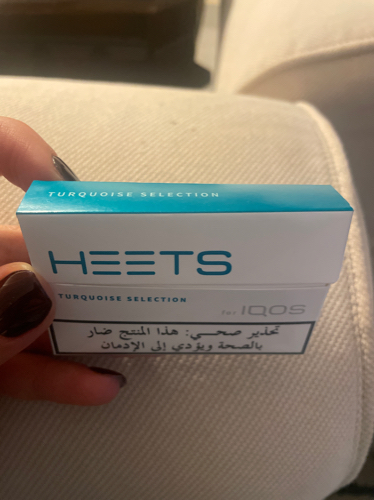 TURQUOISE SELECTION
HEETS
TURQUOISE SELECTION
for IQOS
تحذير صحي: هذا المنتج ضار
بالصحة ويؤدي إلى الإدمان